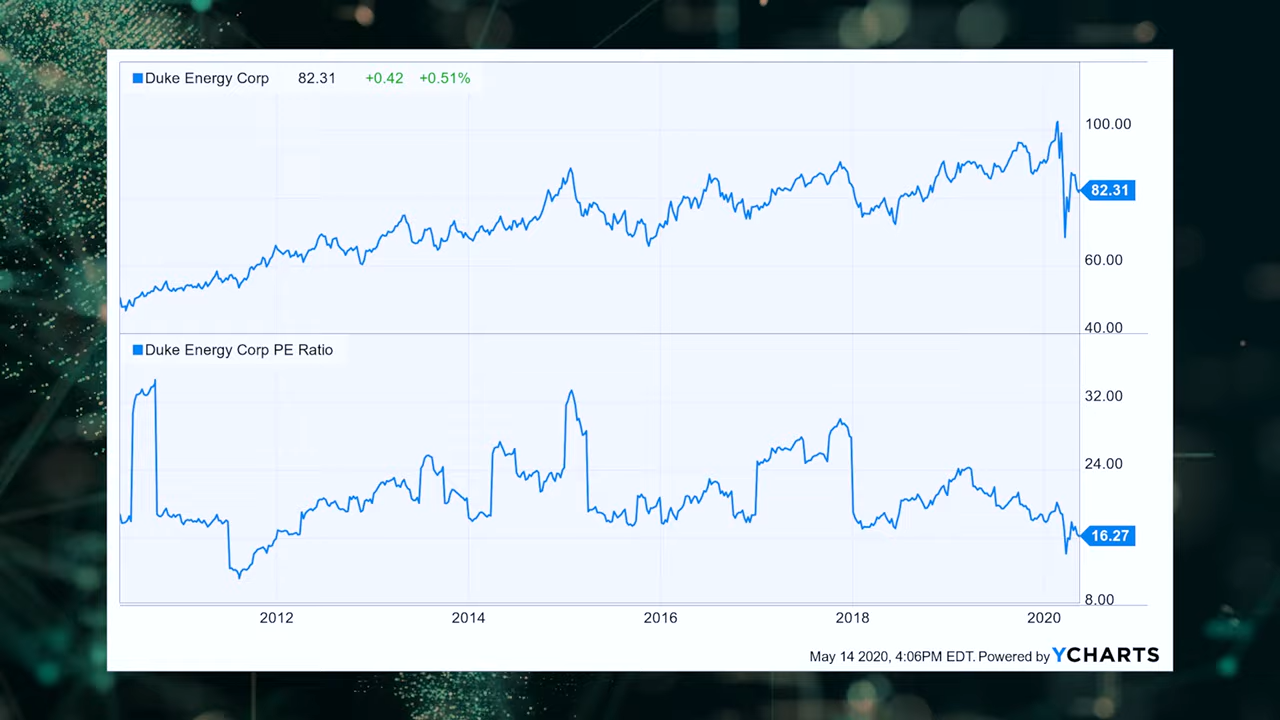 Duke Energy Corp 82.31 +0.42 +0.51%
100.00
82.31
60.00
40.00
Duke Energy Corp PE Ratio
32.00
24.00
16.27
8.00
2012 2014 2016 2018 2020
May 14 2020, 4:06PM EDT. Powered by YCHARTS